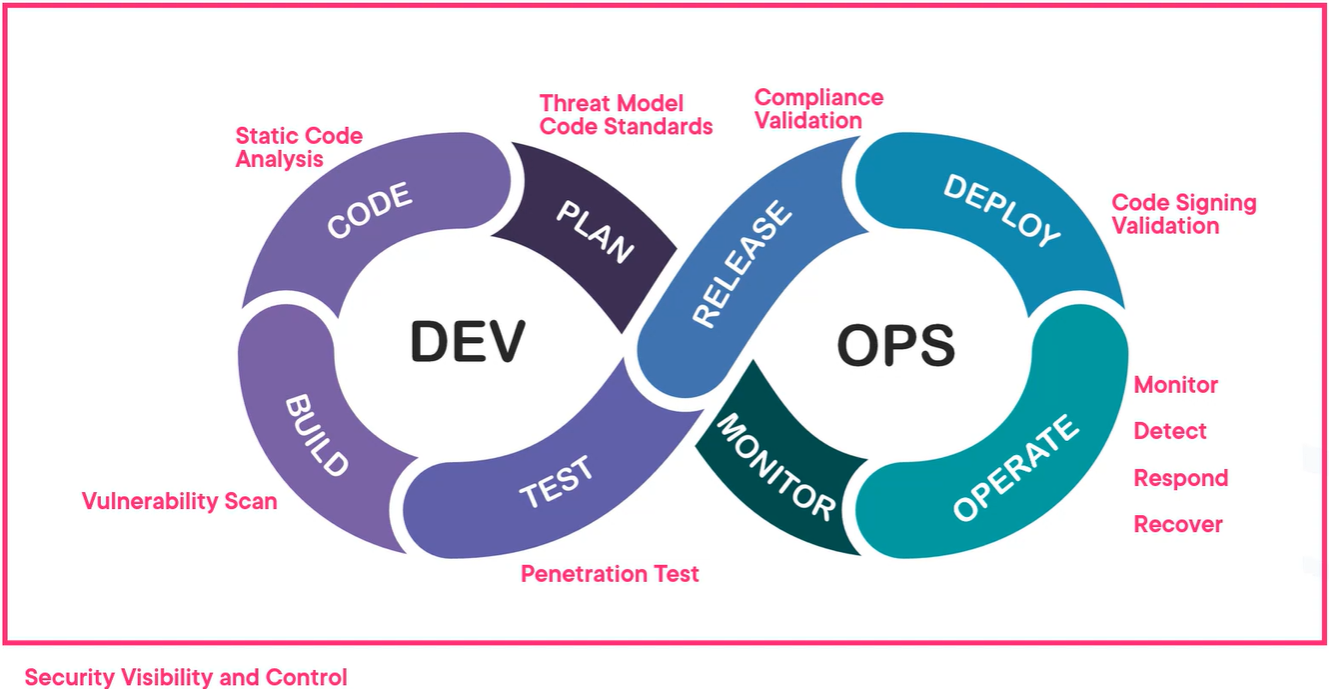 Threat Model
Code Standards
Compliance
Validation
Static Code
Analysis
CODE
PLAN
RELEASE
DEPLOY
Code Signing
Validation
DEV
OPS
Monitor
Detect
Respond
Recover
BUILD
TEST
MONITOR
OPERATE
Vulnerability Scan
Penetration Test
Security Visibility and Control